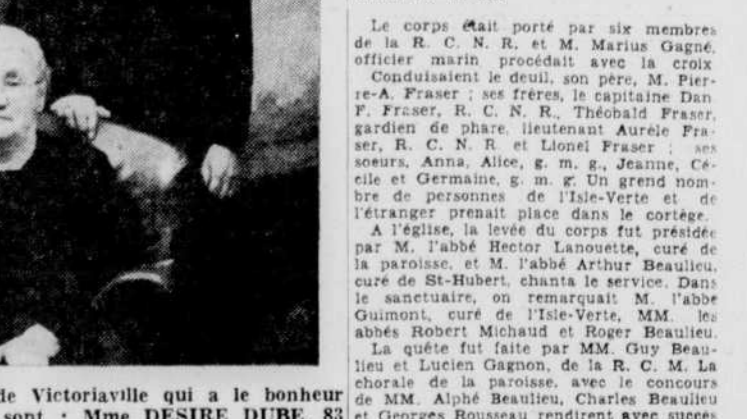 Le corps était porté par six membres
de la R. C. N. R. et M. Marius Gagné,
officier marin procédait avec la croix
Conduisaient le deuil, son père, M. Pier-
re-A. Fraser ; ses frères, le capitaine Dan
F. Fraser, R. C. N. R., Théobald Fraser,
gardien de phare, lieutenant Aurèle Fra-
ser, R. C. N. R. et Lionel Fraser ; ses
soeurs, Anna, Alice, g. m. g., Jeanne, Cé-
cile et Germaine, g. m. g. Un grend nom-
bre de personnes de l'Isle-Verte et de
l'étranger prenait place dans le cortège.
A l'église, la levée du corps fut présidée
par M. l'abbé Hector Lanouette, curé de
la paroisse, et M. l'abbé Arthur Beaulieu,
curé de St-Hubert, chanta le service. Dans
le sanctuaire, on remarquait M. l'abbé
Guimont, curé de l'Isle-Verte, MM. les
abbés Robert Michaud et Roger Beaulieu.
La quête fut faite par MM. Guy Beau-
lieu et Lucien Gagnon, de la R. C. M. La
chorale de la paroisse, avec le concours
de MM. Alphé Beaulieu, Charles Beaulieu
et Georges Rousseau rendirent avec succès
de Victoriaville qui a le bonheur
sont : Mme DESIRE DUBE, 83